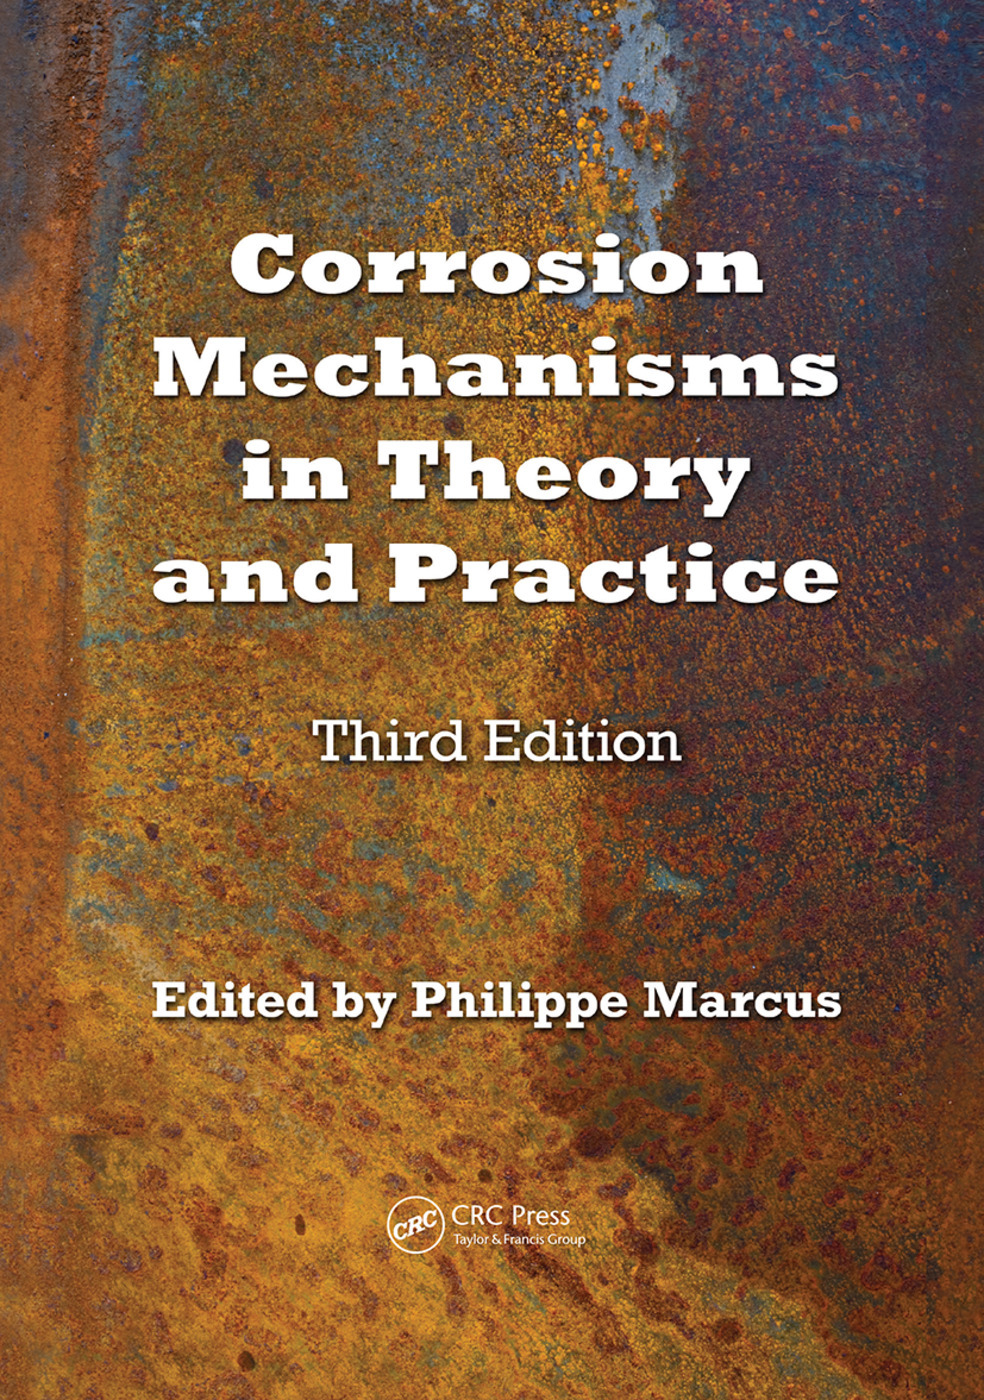 Corrosion
Mechanisms
in Theory
and Practice
Third Edition
Edited by Philippe Marcus
CRC CRC Press
Taylor & Francis Group